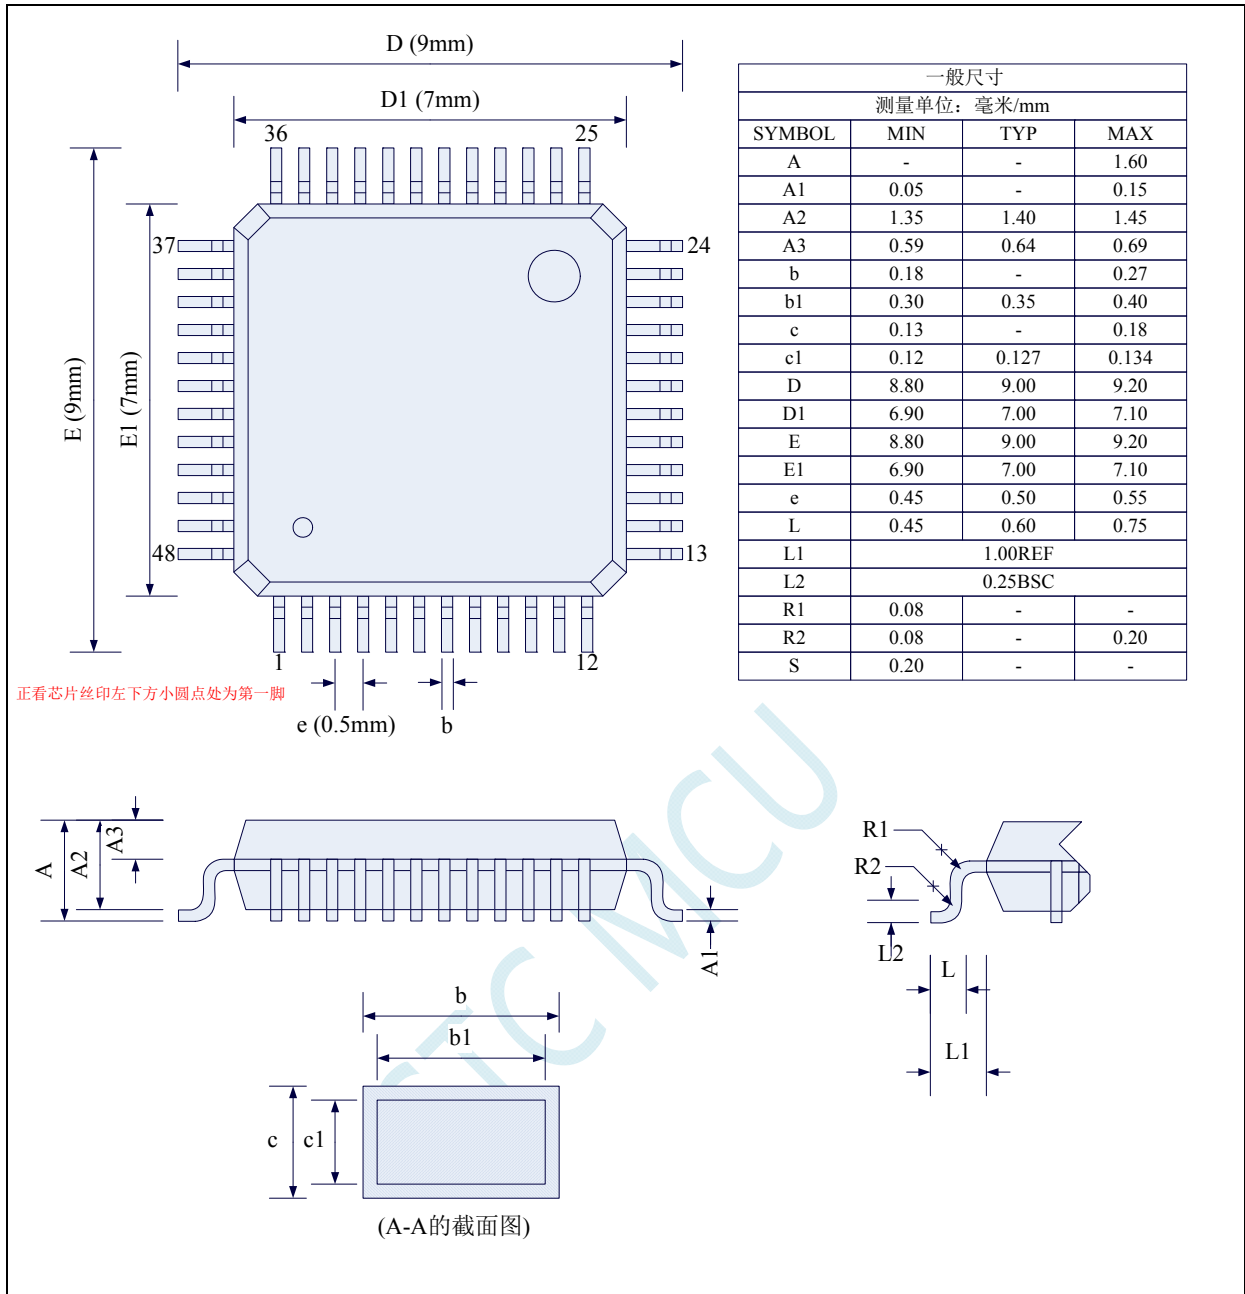 D (9mm)
D1 (7mm)
36 25
37 24
E (9mm)
E1 (7mm)
48 13
1 12
正看芯片丝印左下方小圆点处为第一脚
e (0.5mm) b
一般尺寸
测量单位：毫米/mm
SYMBOL MIN TYP MAX
A - - 1.60
A1 0.05 - 0.15
A2 1.35 1.40 1.45
A3 0.59 0.64 0.69
b 0.18 - 0.27
b1 0.30 0.35 0.40
c 0.13 - 0.18
c1 0.12 0.127 0.134
D 8.80 9.00 9.20
D1 6.90 7.00 7.10
E 8.80 9.00 9.20
E1 6.90 7.00 7.10
e 0.45 0.50 0.55
L 0.45 0.60 0.75
L1 1.00REF
L2 0.25BSC
R1 0.08 - -
R2 0.08 - 0.20
S 0.20 - -
A
A2
A3
A1
R1
R2
L2
L
L1
b
b1
c c1
(A-A的截面图)
STC MCU